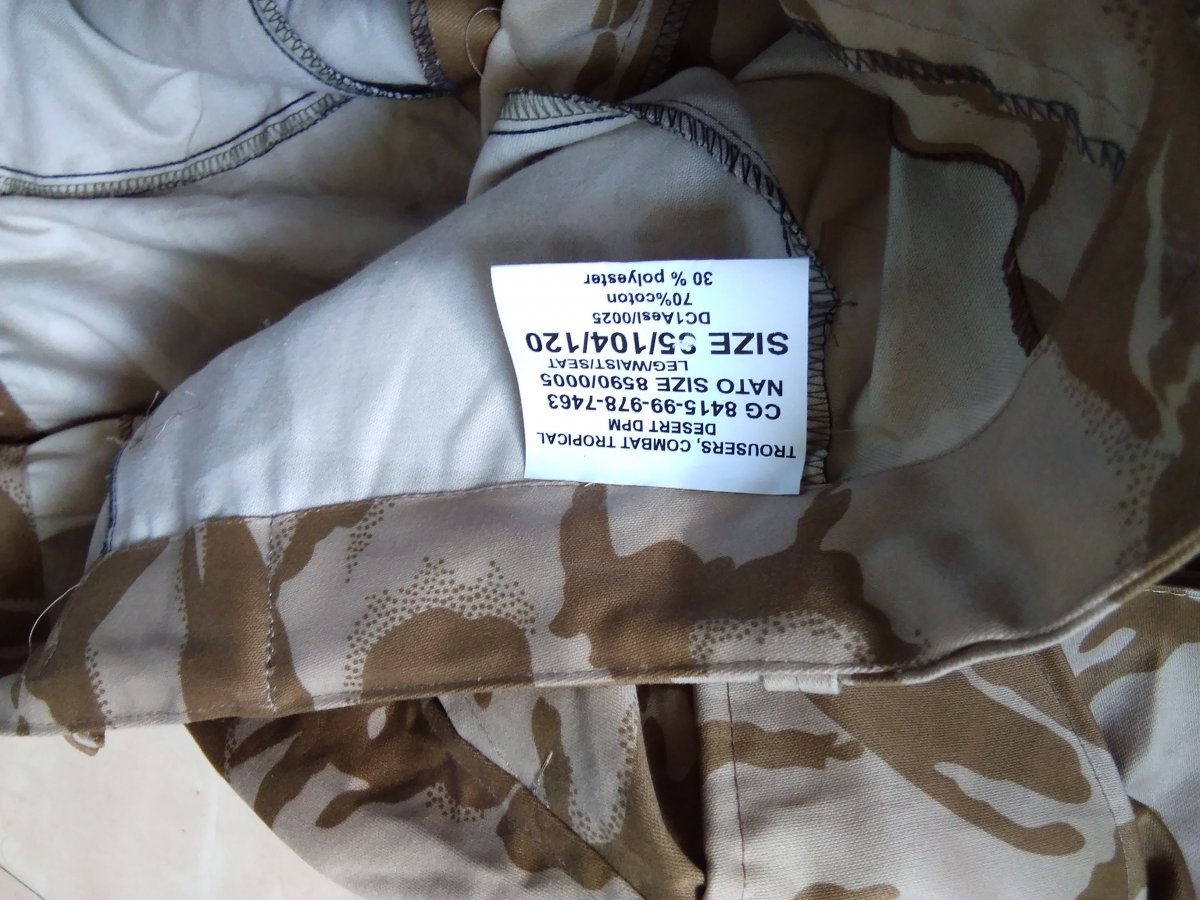 TROUSERS, COMBAT TROPICAL
DESERT DPM
CG 8415-99-978-7463
NATO SIZE 8590/0005
LEG/WAIST/SEAT
SIZE 85/104/120
DC1Aesl/0025
70%coton
30 % polyester